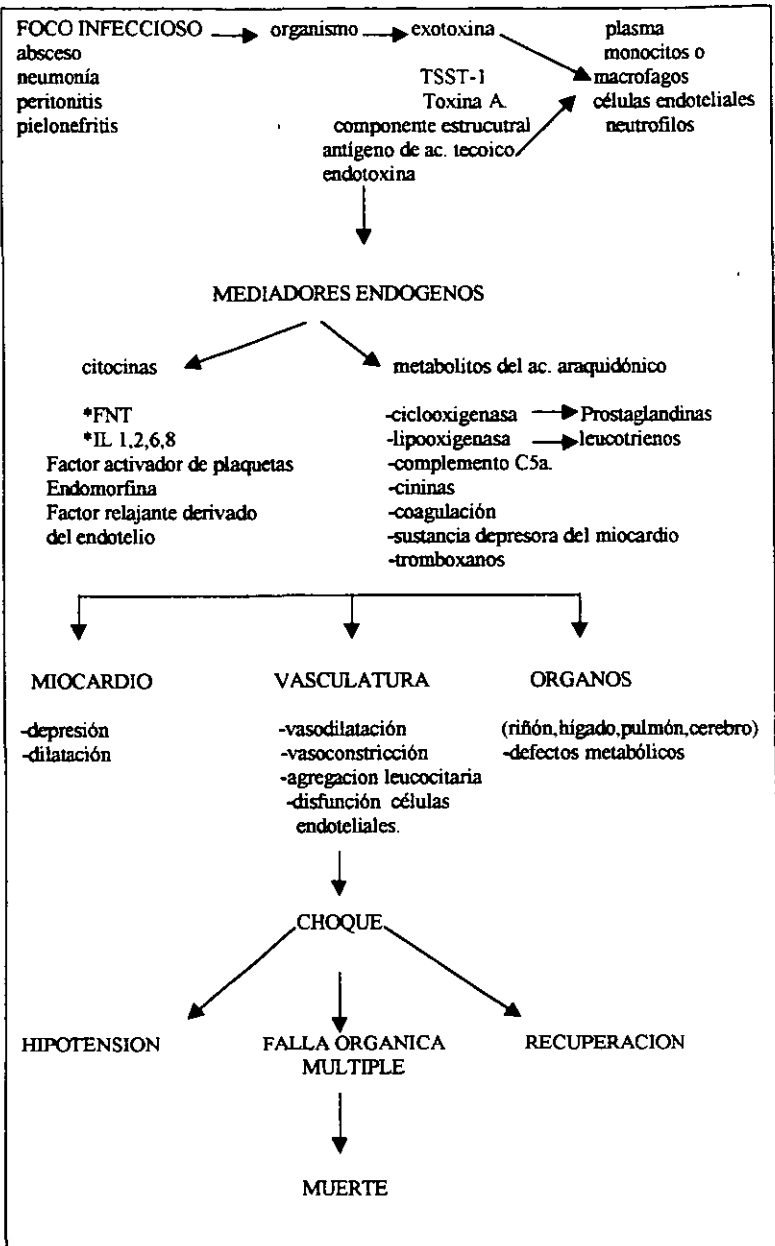 FOCO INFECCIOSO organismo exotoxina plasma
absceso monocitos o
neumonía TSST-1 macrofagos
peritonitis Toxina A. células endoteliales
pielonefritis componente estrucutral neutrofilos
antígeno de ac. tecoico
endotoxina
MEDIADORES ENDOGENOS
citocinas metabolitos del ac. araquidónico
*FNT -ciclooxigenasa Prostaglandinas
*IL 1,2,6,8 -lipooxigenasa leucotrienos
Factor activador de plaquetas -complemento C5a.
Endomorfina -cininas
Factor relajante derivado -coagulación
del endotelio -sustancia depresora del miocardio
-tromboxanos
MIOCARDIO VASCULATURA ORGANOS
-depresión -vasodilatación (riñón,hígado,pulmón,cerebro)
-dilatación -vasoconstricción -defectos metabólicos
-agregacion leucocitaria
-disfunción células
endoteliales.
CHOQUE
HIPOTENSION FALLA ORGANICA RECUPERACION
MULTIPLE
MUERTE